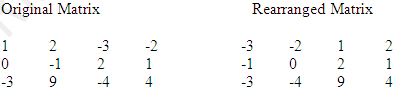 Original Matrix Rearranged Matrix
1 2 -3 -2 -3 -2 1 2
0 -1 2 1 -1 0 2 1
-3 9 -4 4 -3 -4 9 4